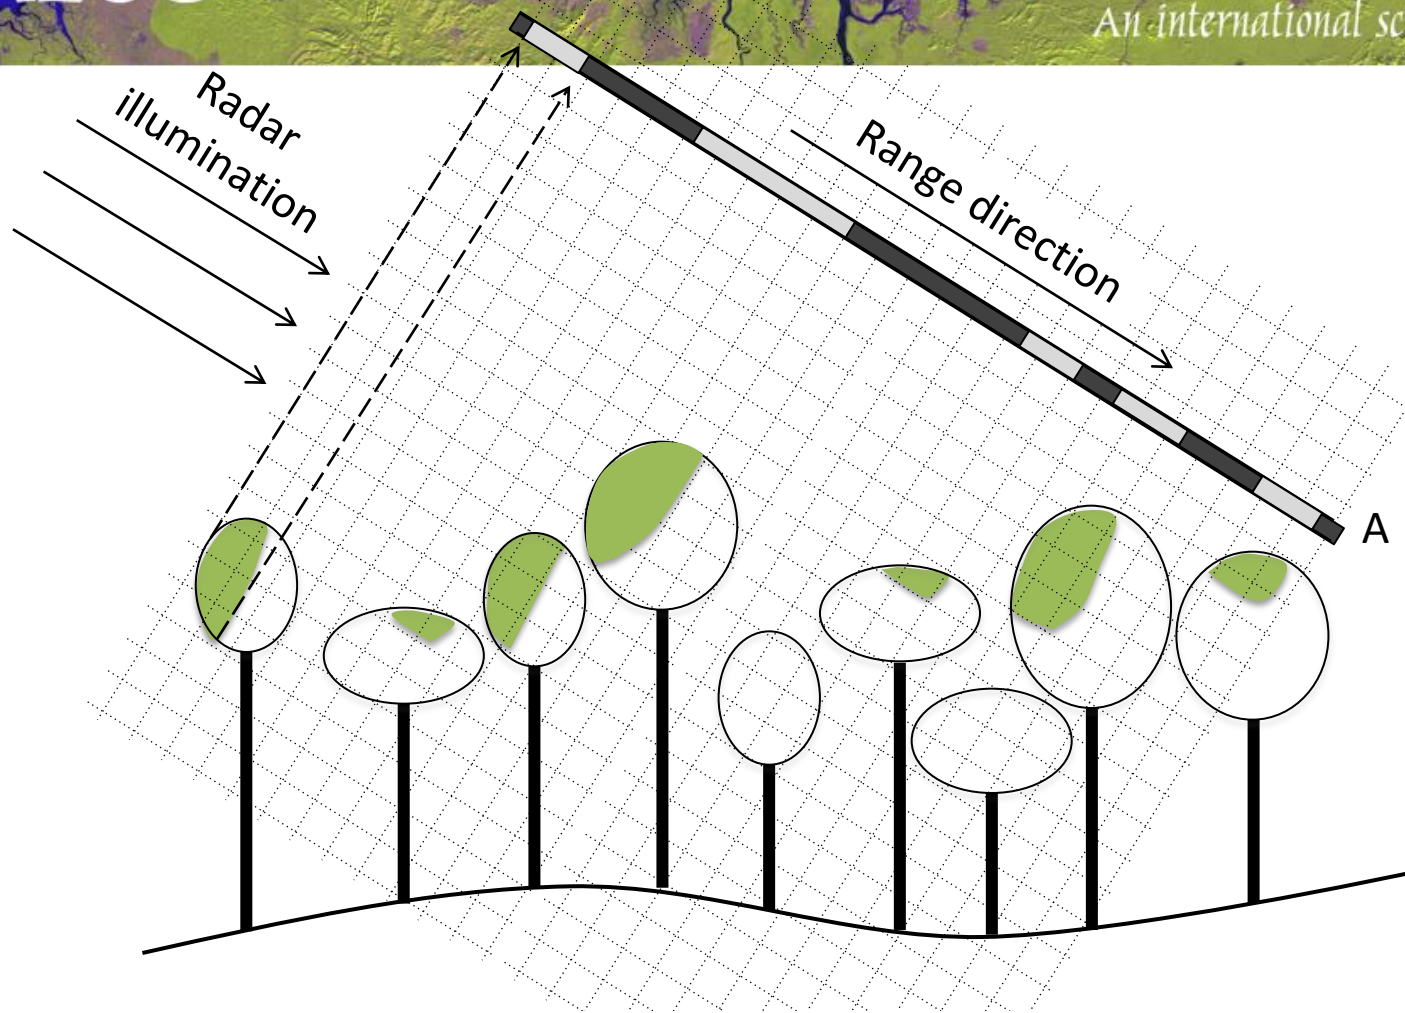 An international sc
Radar
illumination
Range direction
A